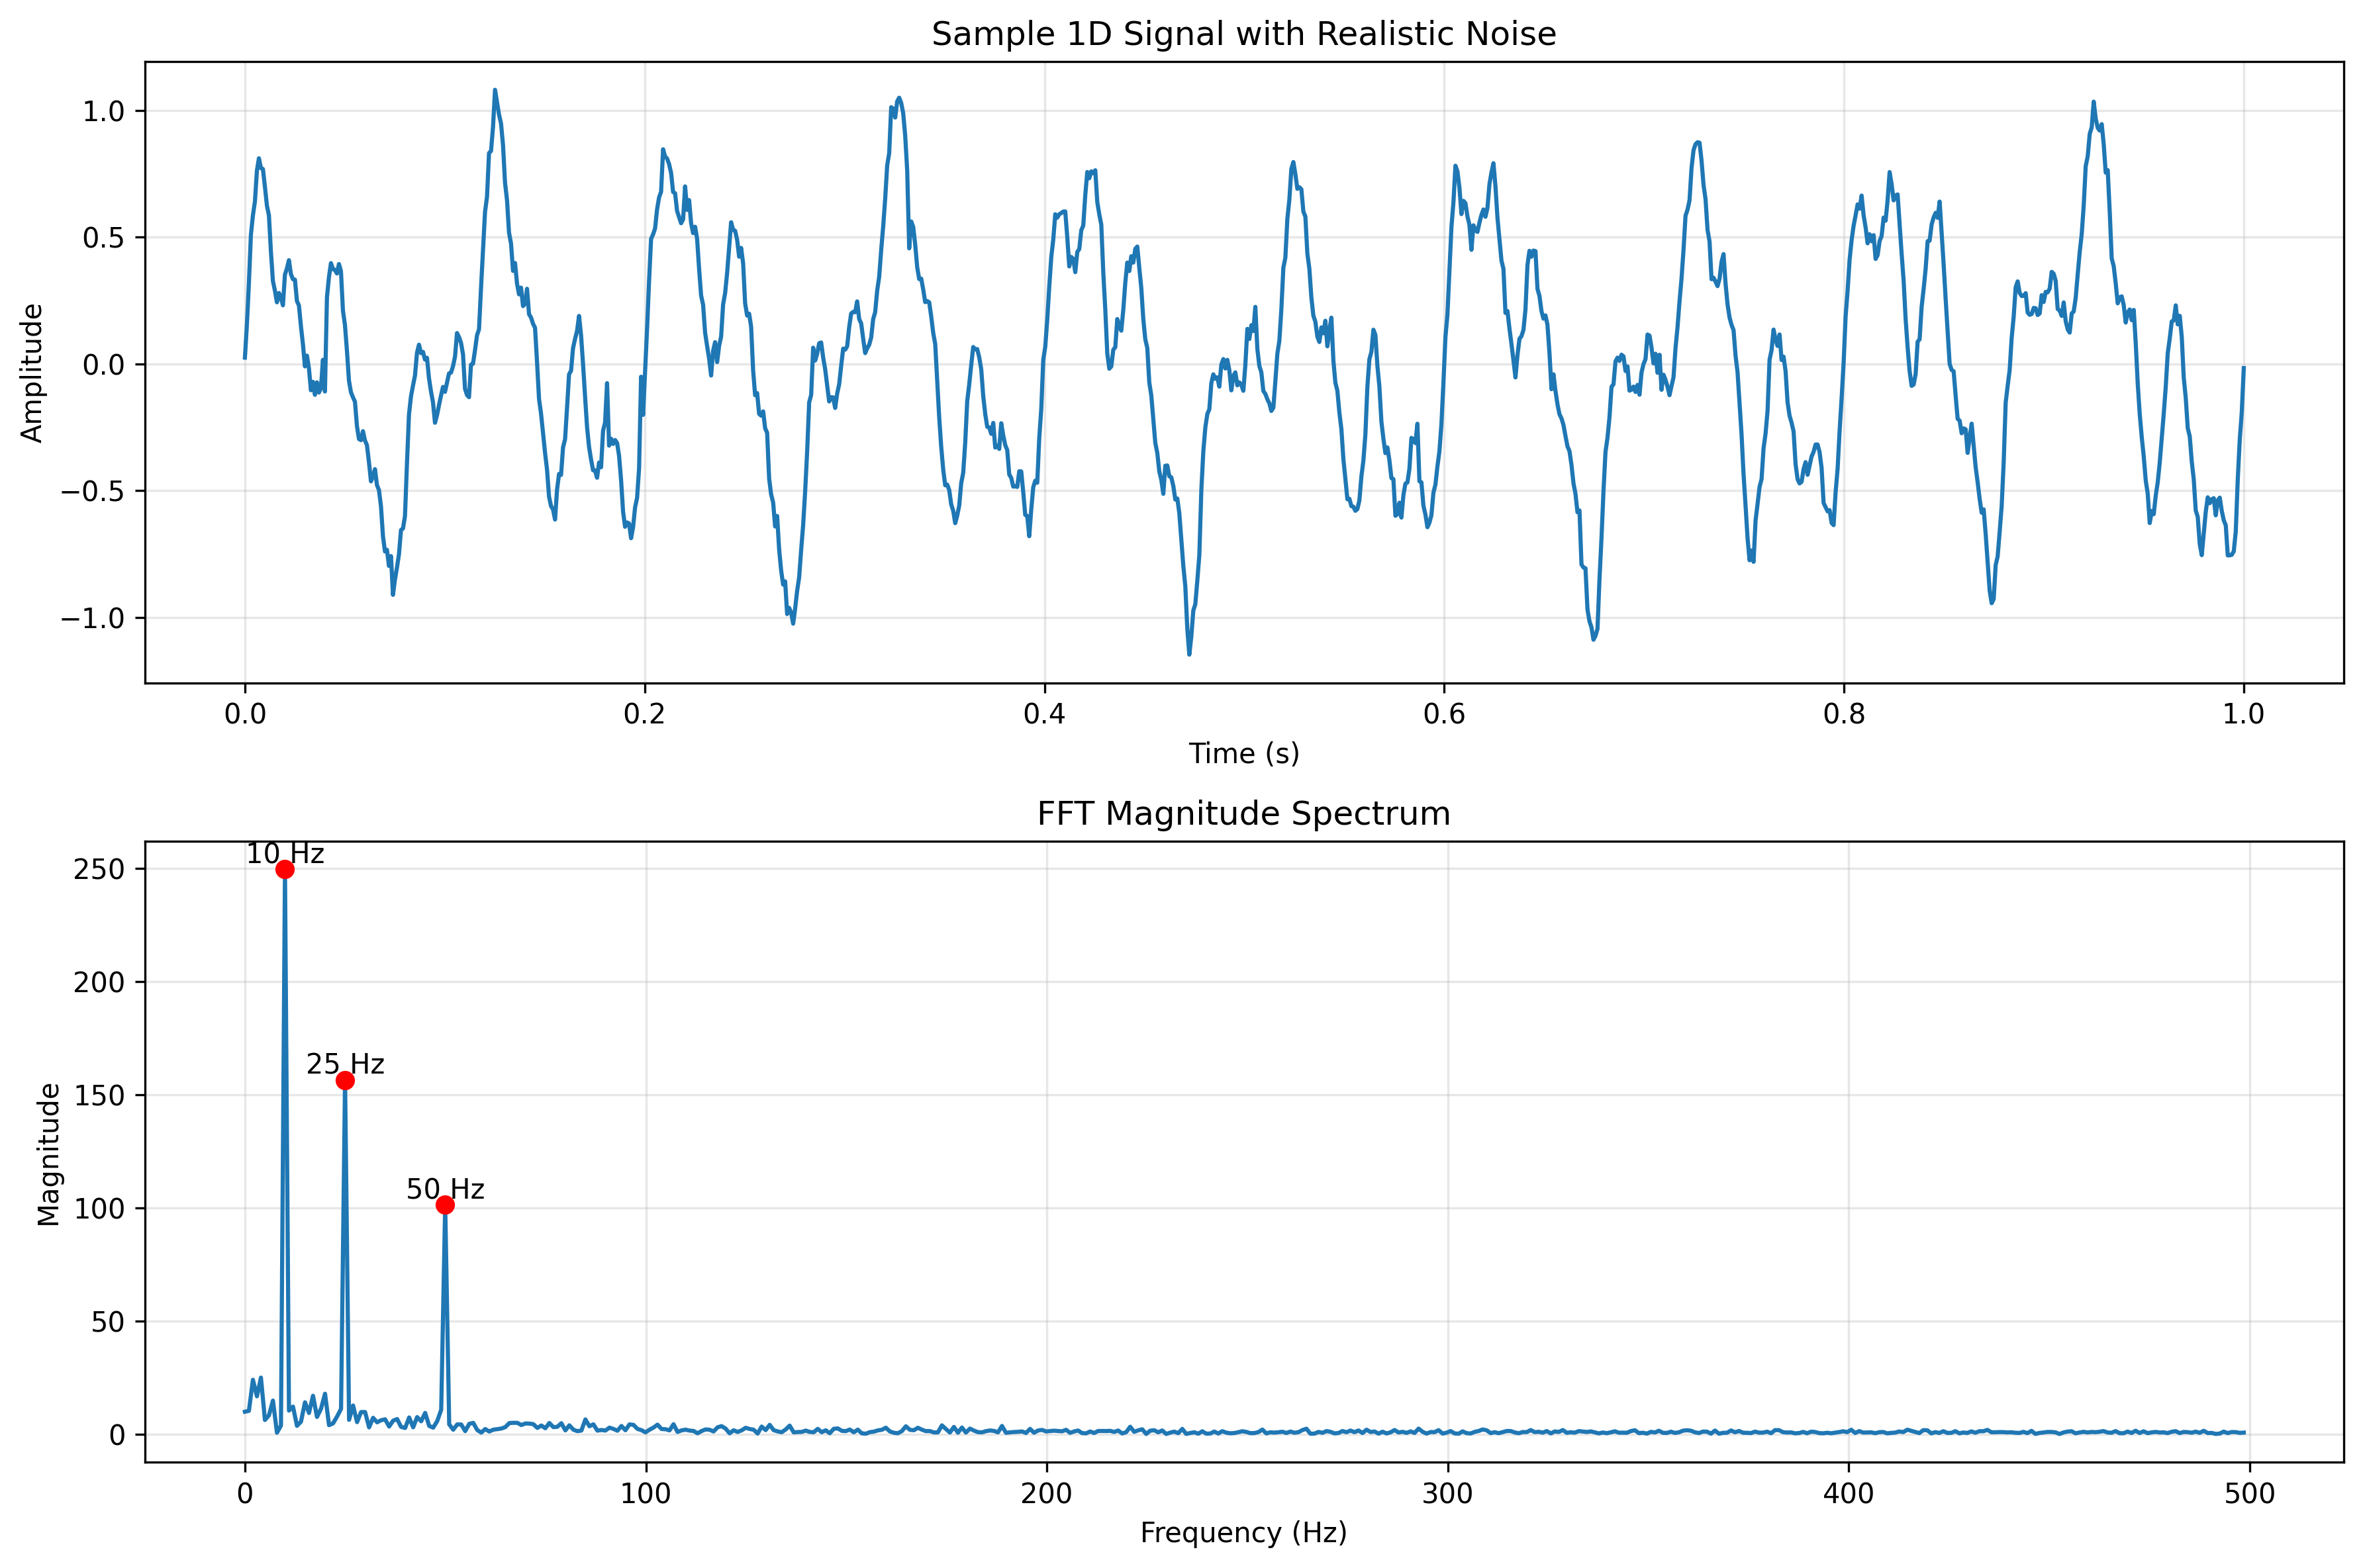 Sample 1D Signal with Realistic Noise
1.0
0.5
0.0
−0.5
−1.0
Amplitude
0.0 0.2 0.4 0.6 0.8 1.0
Time (s)
FFT Magnitude Spectrum
10 Hz
25 Hz
50 Hz
250
200
150
100
50
0
Magnitude
0 100 200 300 400 500
Frequency (Hz)